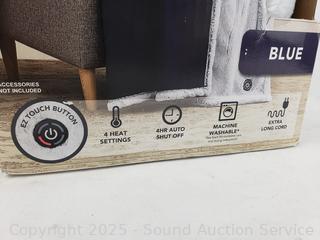 BLUE
ACCESSORIES
NOT INCLUDED
EZ TOUCH BUTTON
4 HEAT
SETTINGS
4HR AUTO
SHUT-OFF
MACHINE
WASHABLE*
EXTRA
LONG CORD
Copyright 2025 - Sound Auction Service